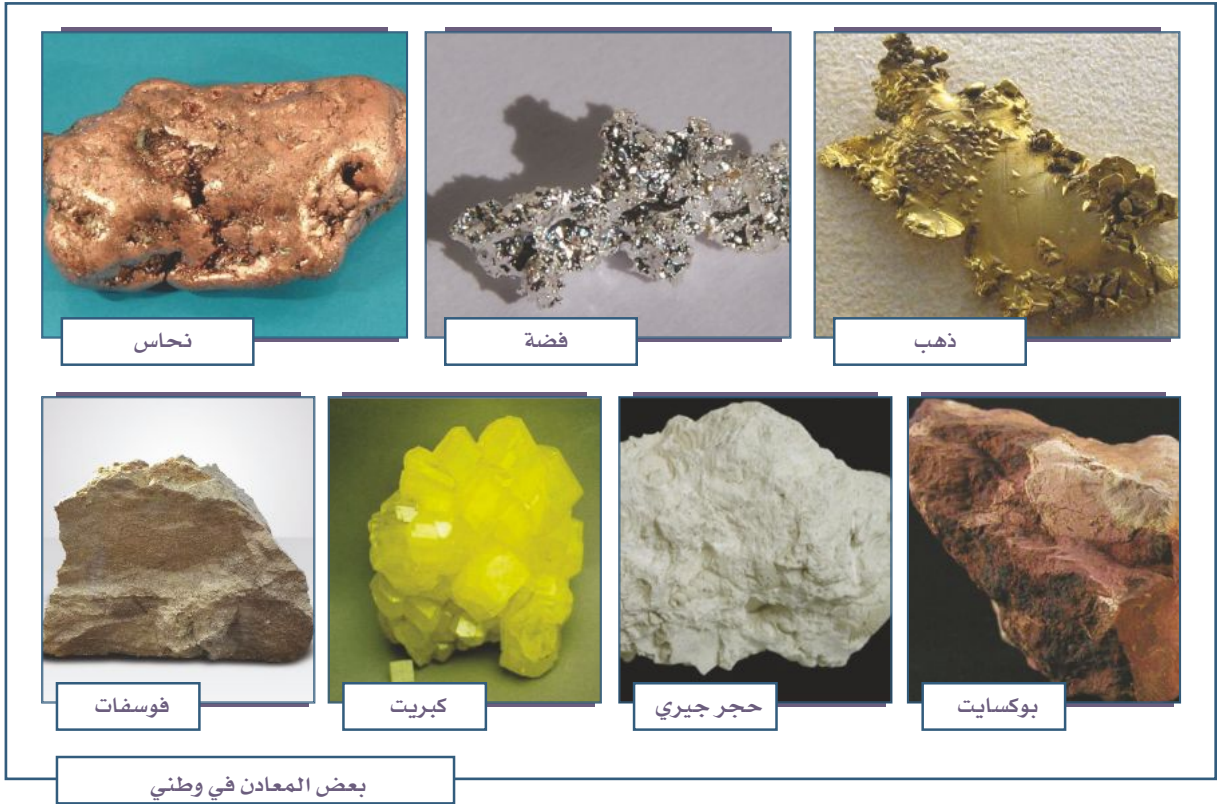 ذهب
فضة
نحاس
بوكسايت
حجر جيري
كبريت
فوسفات
بعض المعادن في وطني